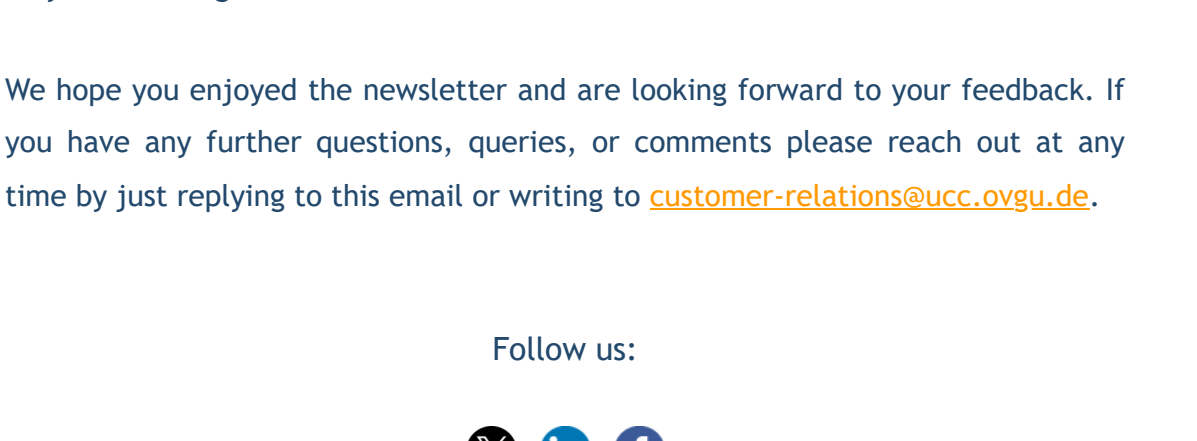 We hope you enjoyed the newsletter and are looking forward to your feedback. If
you have any further questions, queries, or comments please reach out at any
time by just replying to this email or writing to customer-relations@ucc.ovgu.de.
Follow us: